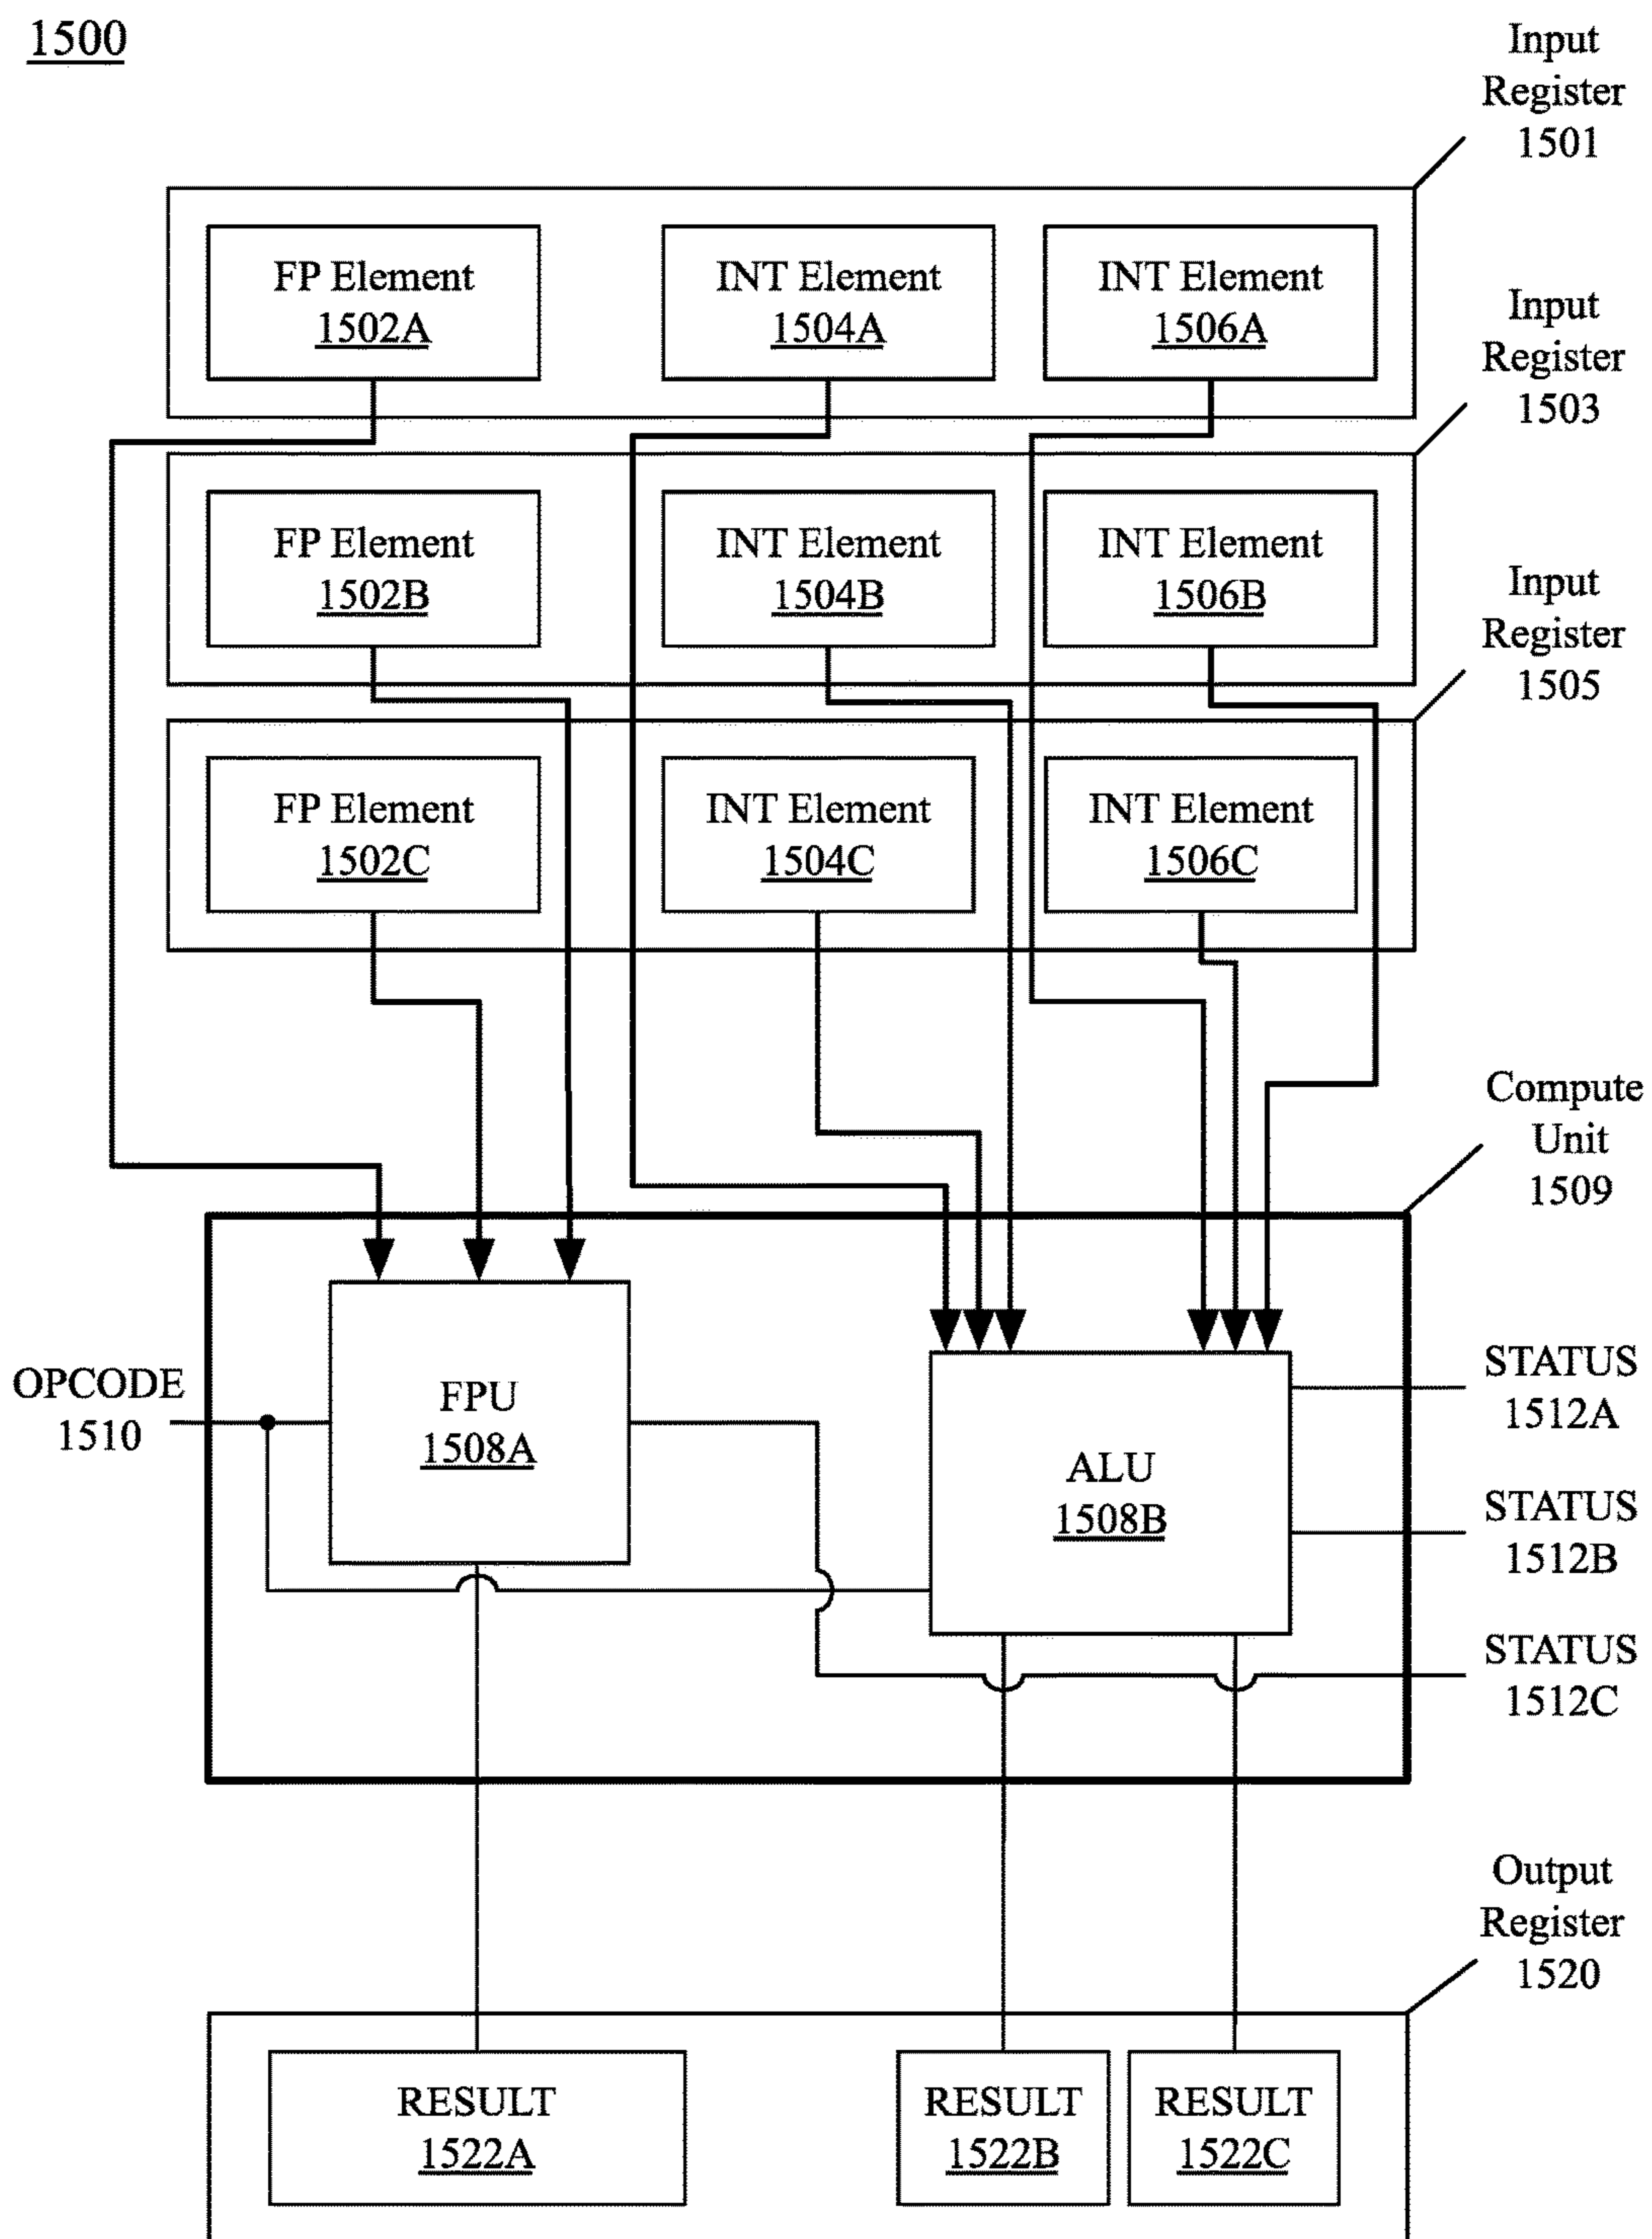 1500
Input
Register
1501
FP Element
1502A
INT Element
1504A
INT Element
1506A
Input
Register
1503
FP Element
1502B
INT Element
1504B
INT Element
1506B
Input
Register
1505
FP Element
1502C
INT Element
1504C
INT Element
1506C
Compute
Unit
1509
OPCODE
1510
FPU
1508A
ALU
1508B
STATUS
1512A
STATUS
1512B
STATUS
1512C
Output
Register
1520
RESULT
1522A
RESULT
1522B
RESULT
1522C